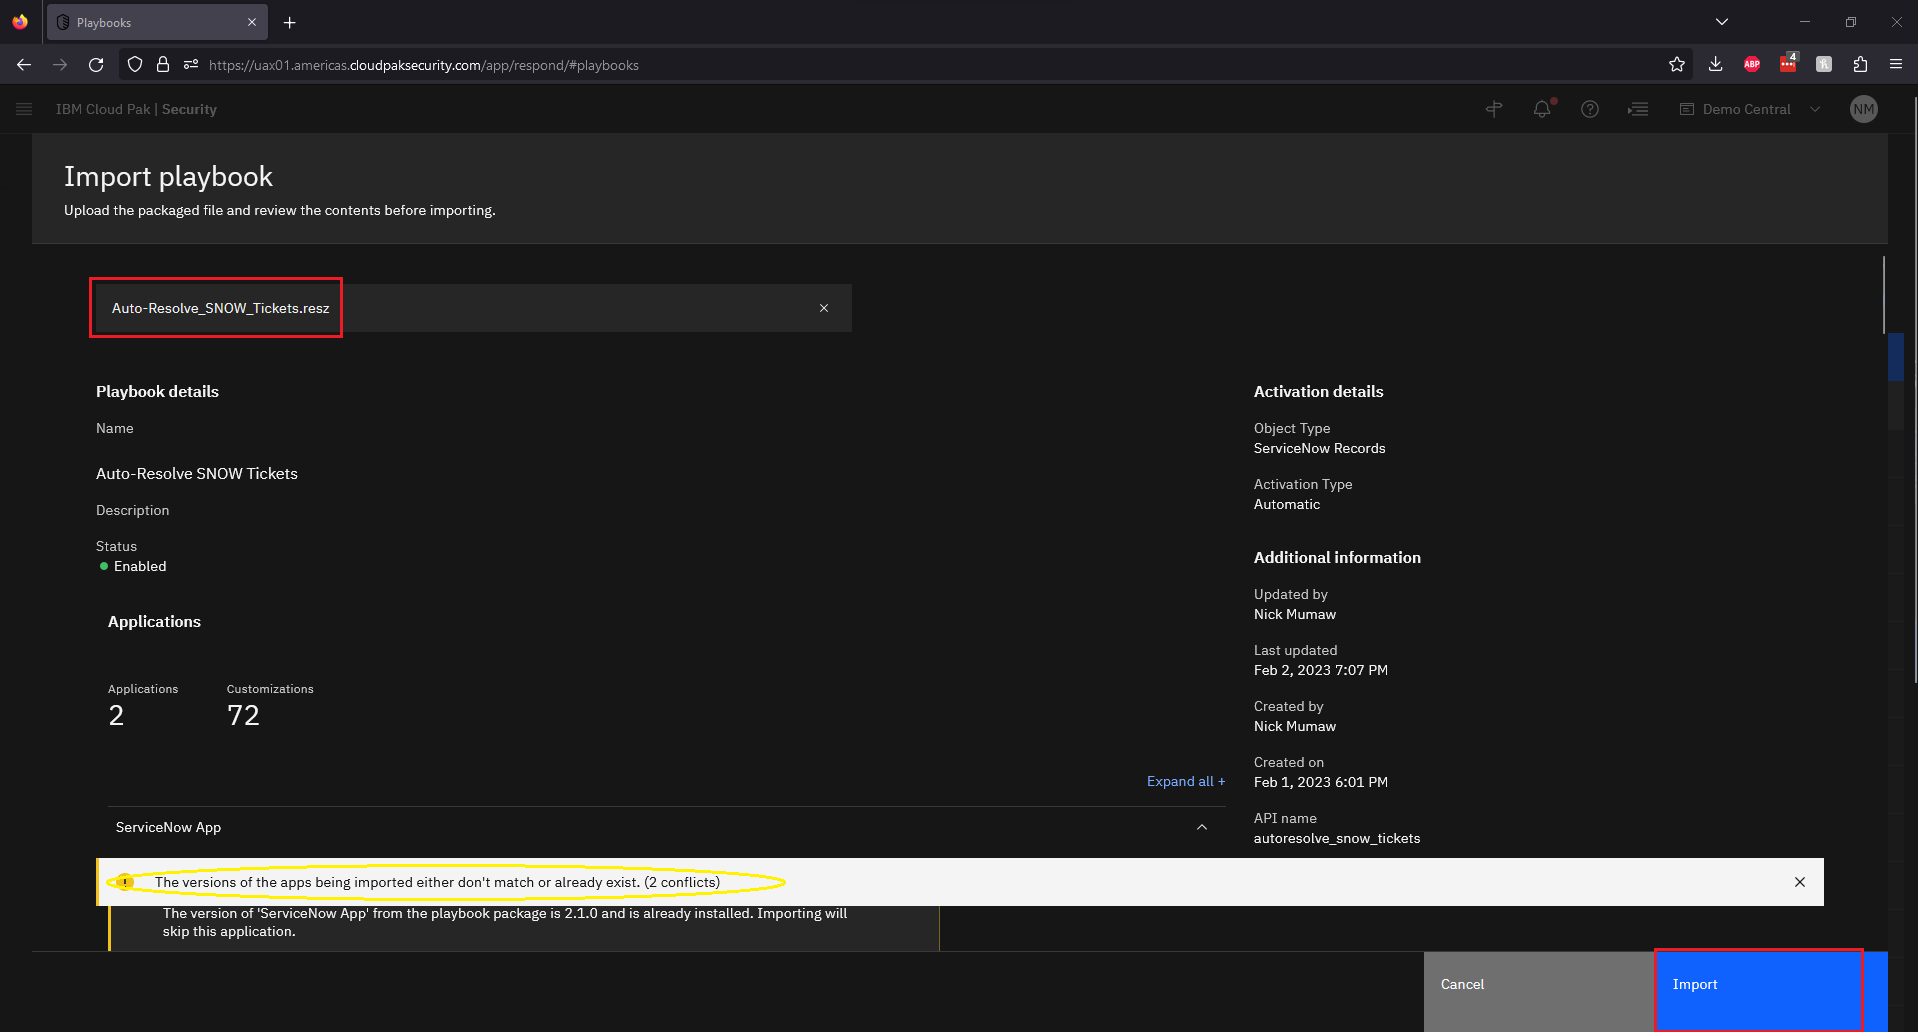 Playbooks
https://uax01.americas.cloudpaksecurity.com/app/respond/#playbooks
ABP
4
IBM Cloud Pak | Security
Demo Central
NM
Import playbook
Upload the packaged file and review the contents before importing.
Auto-Resolve_SNOW_Tickets.resz
Playbook details
Name
Auto-Resolve SNOW Tickets
Description
Status
Enabled
Applications
Applications
Customizations
2
72
Expand all +
ServiceNow App
Activation details
Object Type
ServiceNow Records
Activation Type
Automatic
Additional information
Updated by
Nick Mumaw
Last updated
Feb 2, 2023 7:07 PM
Created by
Nick Mumaw
Created on
Feb 1, 2023 6:01 PM
API name
autoresolve_snow_tickets
The versions of the apps being imported either don't match or already exist. (2 conflicts)
The version of 'ServiceNow App' from the playbook package is 2.1.0 and is already installed. Importing will
skip this application.
Cancel
Import